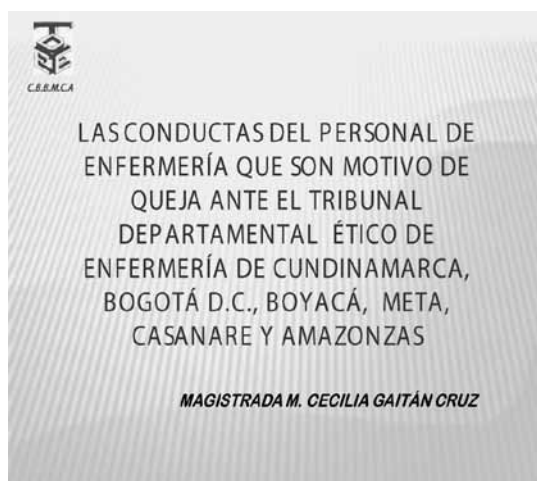 C.B.B.M.C.A
LAS CONDUCTAS DEL PERSONAL DE
ENFERMERÍA QUE SON MOTIVO DE
QUEJA ANTE EL TRIBUNAL
DEPARTAMENTAL ÉTICO DE
ENFERMERÍA DE CUNDINAMARCA,
BOGOTÁ D.C., BOYACÁ, META,
CASANARE Y AMAZONZAS
MAGISTRADA M. CECILIA GAITÁN CRUZ